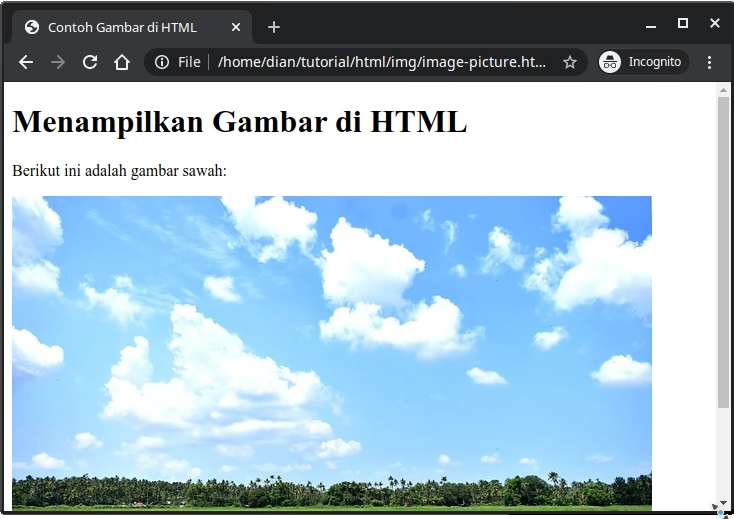 Contoh Gambar di HTML
File
/home/dian/tutorial/html/img/image-picture.ht...
Incognito
Menampilkan Gambar di HTML
Berikut ini adalah gambar sawah: